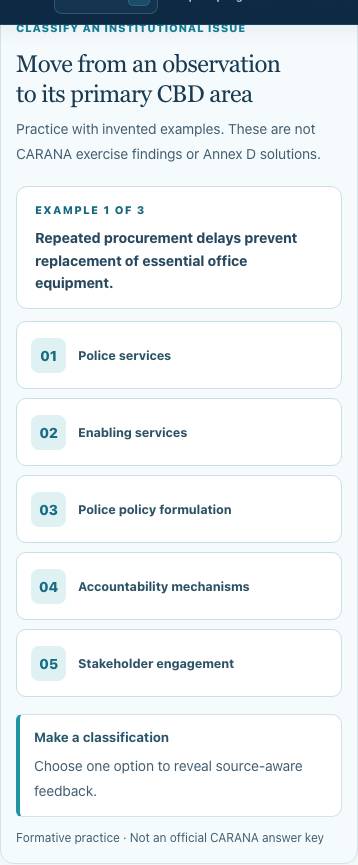 CLASSIFY AN INSTITUTIONAL ISSUE
Move from an observation
to its primary CBD area
Practice with invented examples. These are not
CARANA exercise findings or Annex D solutions.
EXAMPLE 1 OF 3
Repeated procurement delays prevent
replacement of essential office
equipment.
01 Police services
02 Enabling services
03 Police policy formulation
04 Accountability mechanisms
05 Stakeholder engagement
Make a classification
Choose one option to reveal source-aware
feedback.
Formative practice · Not an official CARANA answer key